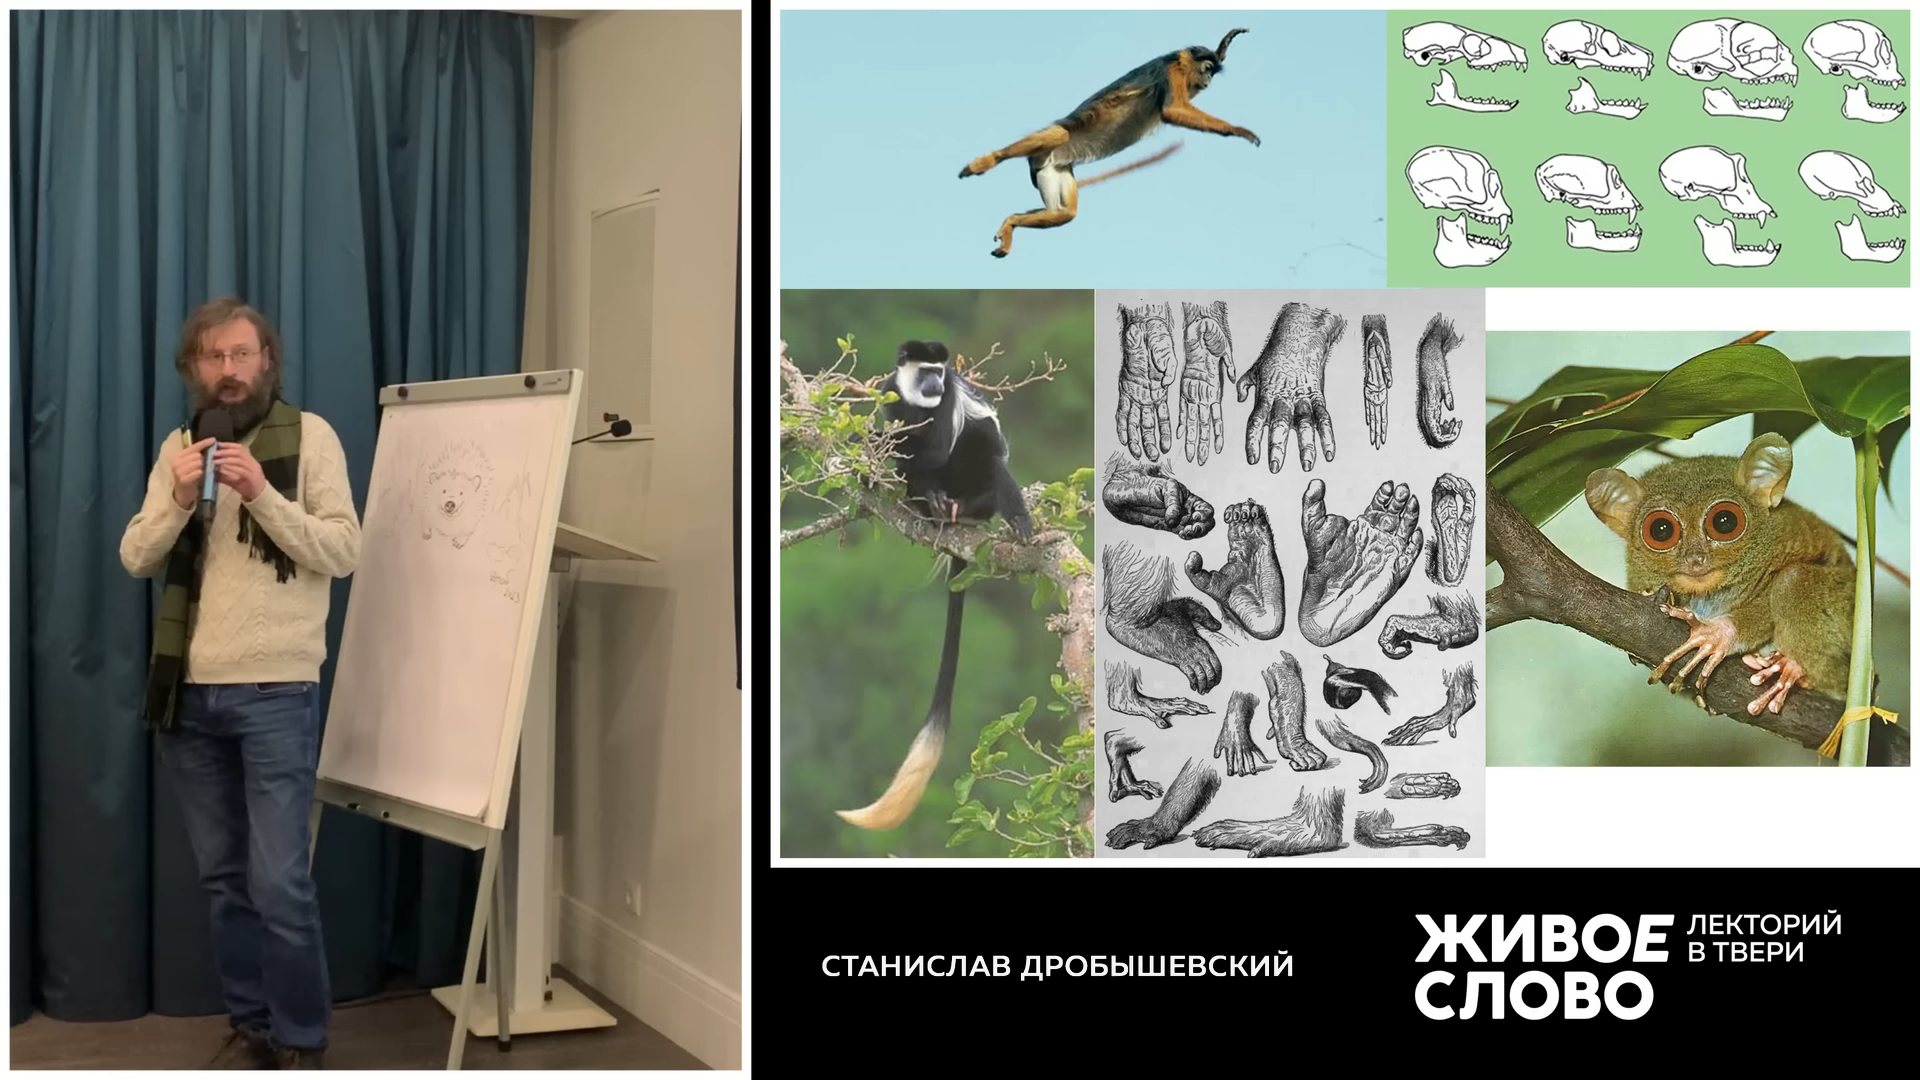 СТАНИСЛАВ ДРОБЫШЕВСКИЙ
ЖИВОЕ
СЛОВО
ЛЕКТОРИЙ
В ТВЕРИ